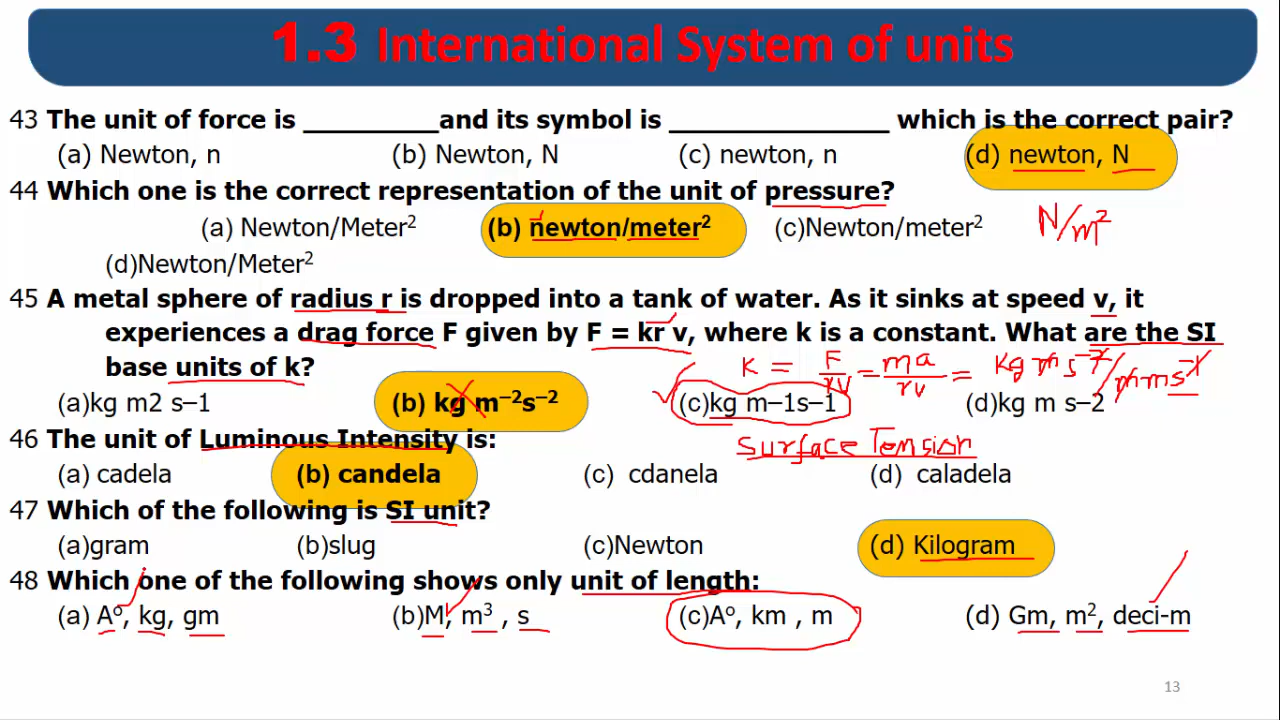 1.3 International System of units
43 The unit of force is __________and its symbol is ________________ which is the correct pair?
(a) Newton, n (b) Newton, N (c) newton, n (d) newton, N
44 Which one is the correct representation of the unit of pressure?
(a) Newton/Meter² (b) newton/meter² (c)Newton/meter² N/m²
(d)Newton/Meter²
45 A metal sphere of radius r is dropped into a tank of water. As it sinks at speed v, it
experiences a drag force F given by F = kr v, where k is a constant. What are the SI
base units of k? K = F/rv = ma/rv = kg m s⁻²/m m s⁻¹
(a)kg m2 s–1 (b) kg m⁻²s⁻² (c)kg m–1s–1 (d)kg m s–2
46 The unit of Luminous Intensity is: Surface Tension
(a) cadela (b) candela (c) cdanela (d) caladela
47 Which of the following is SI unit?
(a)gram (b)slug (c)Newton (d) Kilogram
48 Which one of the following shows only unit of length:
(a) Aᵒ, kg, gm (b)M, m³ , s (c)Aᵒ, km , m (d) Gm, m², deci-m
13